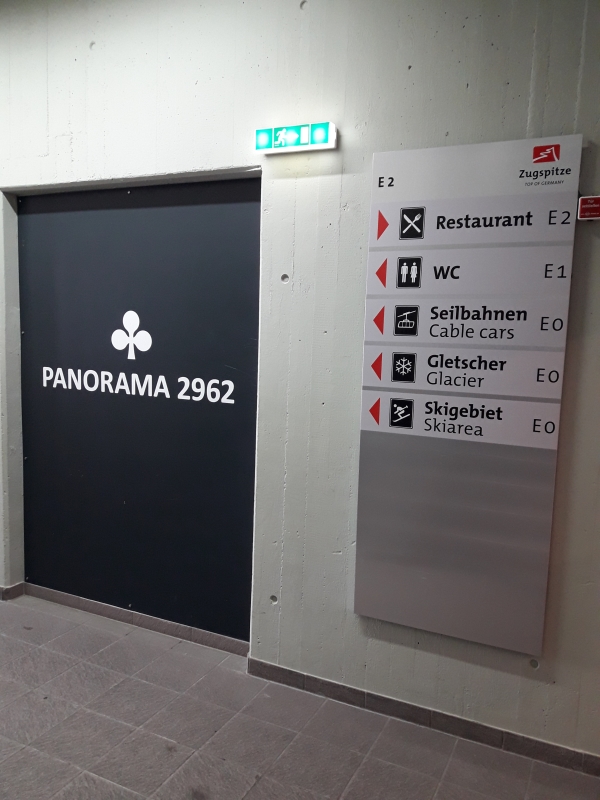 PANORAMA 2962
E 2
Zugspitze
TOP OF GERMANY
Restaurant E2
WC E1
Seilbahnen
Cable cars E0
Gletscher
Glacier E0
Skigebiet
Skiarea E0